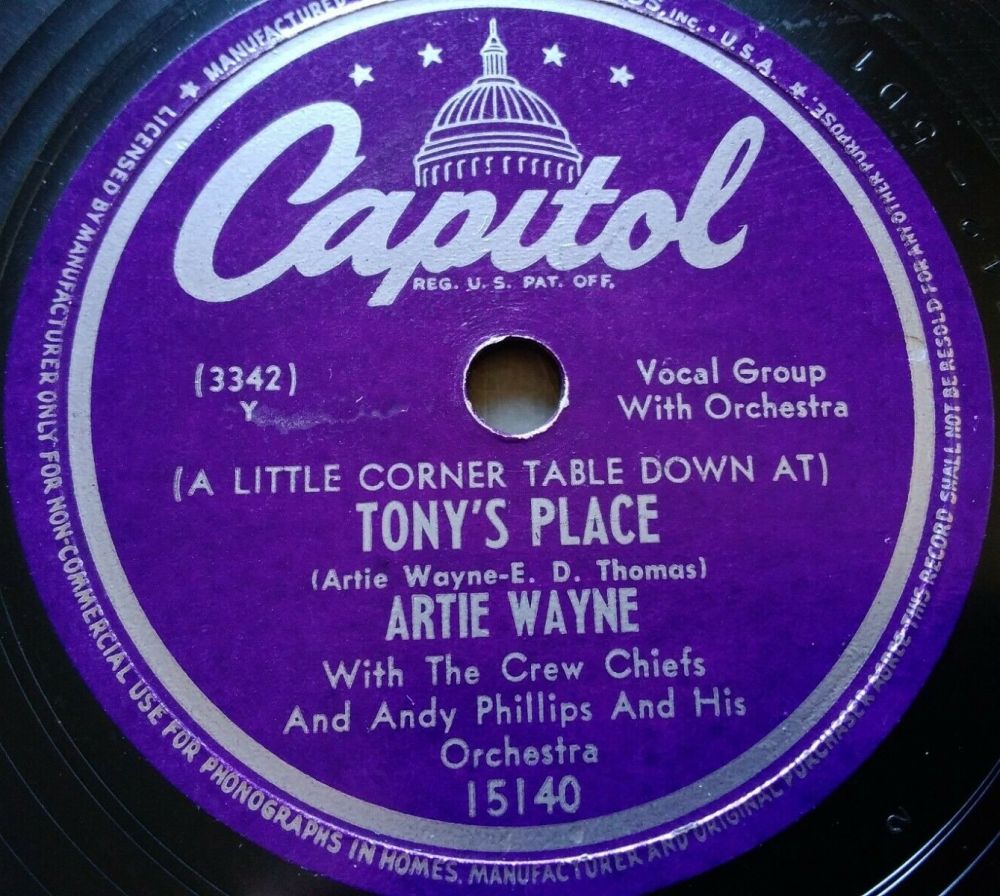 Capitol
REG. U. S. PAT. OFF.
(3342)
Y
Vocal Group
With Orchestra
(A LITTLE CORNER TABLE DOWN AT)
TONY'S PLACE
(Artie Wayne-E. D. Thomas)
ARTIE WAYNE
With The Crew Chiefs
And Andy Phillips And His
Orchestra
15140
★ MANUFACTURED INC. • U. S. A. ★
LICENSED BY MANUFACTURER ONLY FOR NON-COMMERCIAL USE FOR PHONOGRAPHS IN HOMES. MANUFACTURER AND ORIGINAL PURCHASER AGREE THIS RECORD SHALL NOT BE RESOLD FOR ANY OTHER PURPOSE.